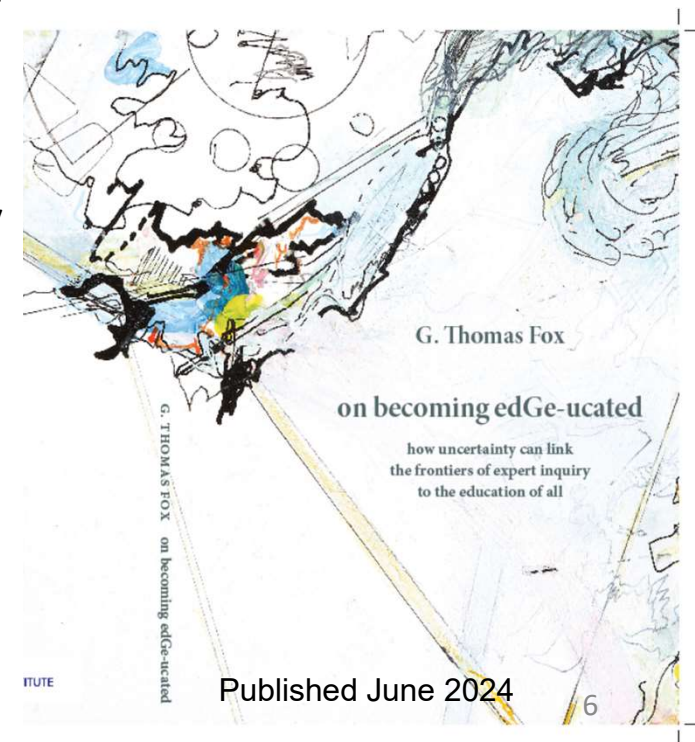 G. Thomas Fox
on becoming edGe-ucated
how uncertainty can link
the frontiers of expert inquiry
to the education of all
G. THOMAS FOX on becoming edGe-ucated
ITUTE
Published June 2024
6